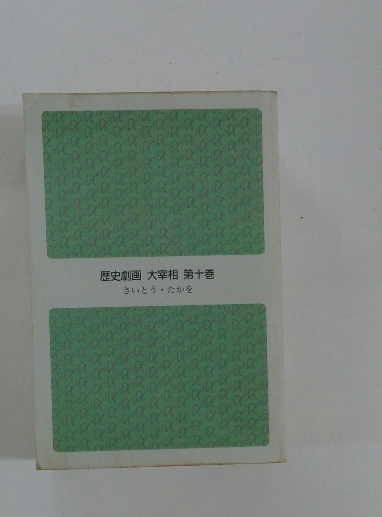 歴史劇画 大宰相 第十巻
さいとう・たかを